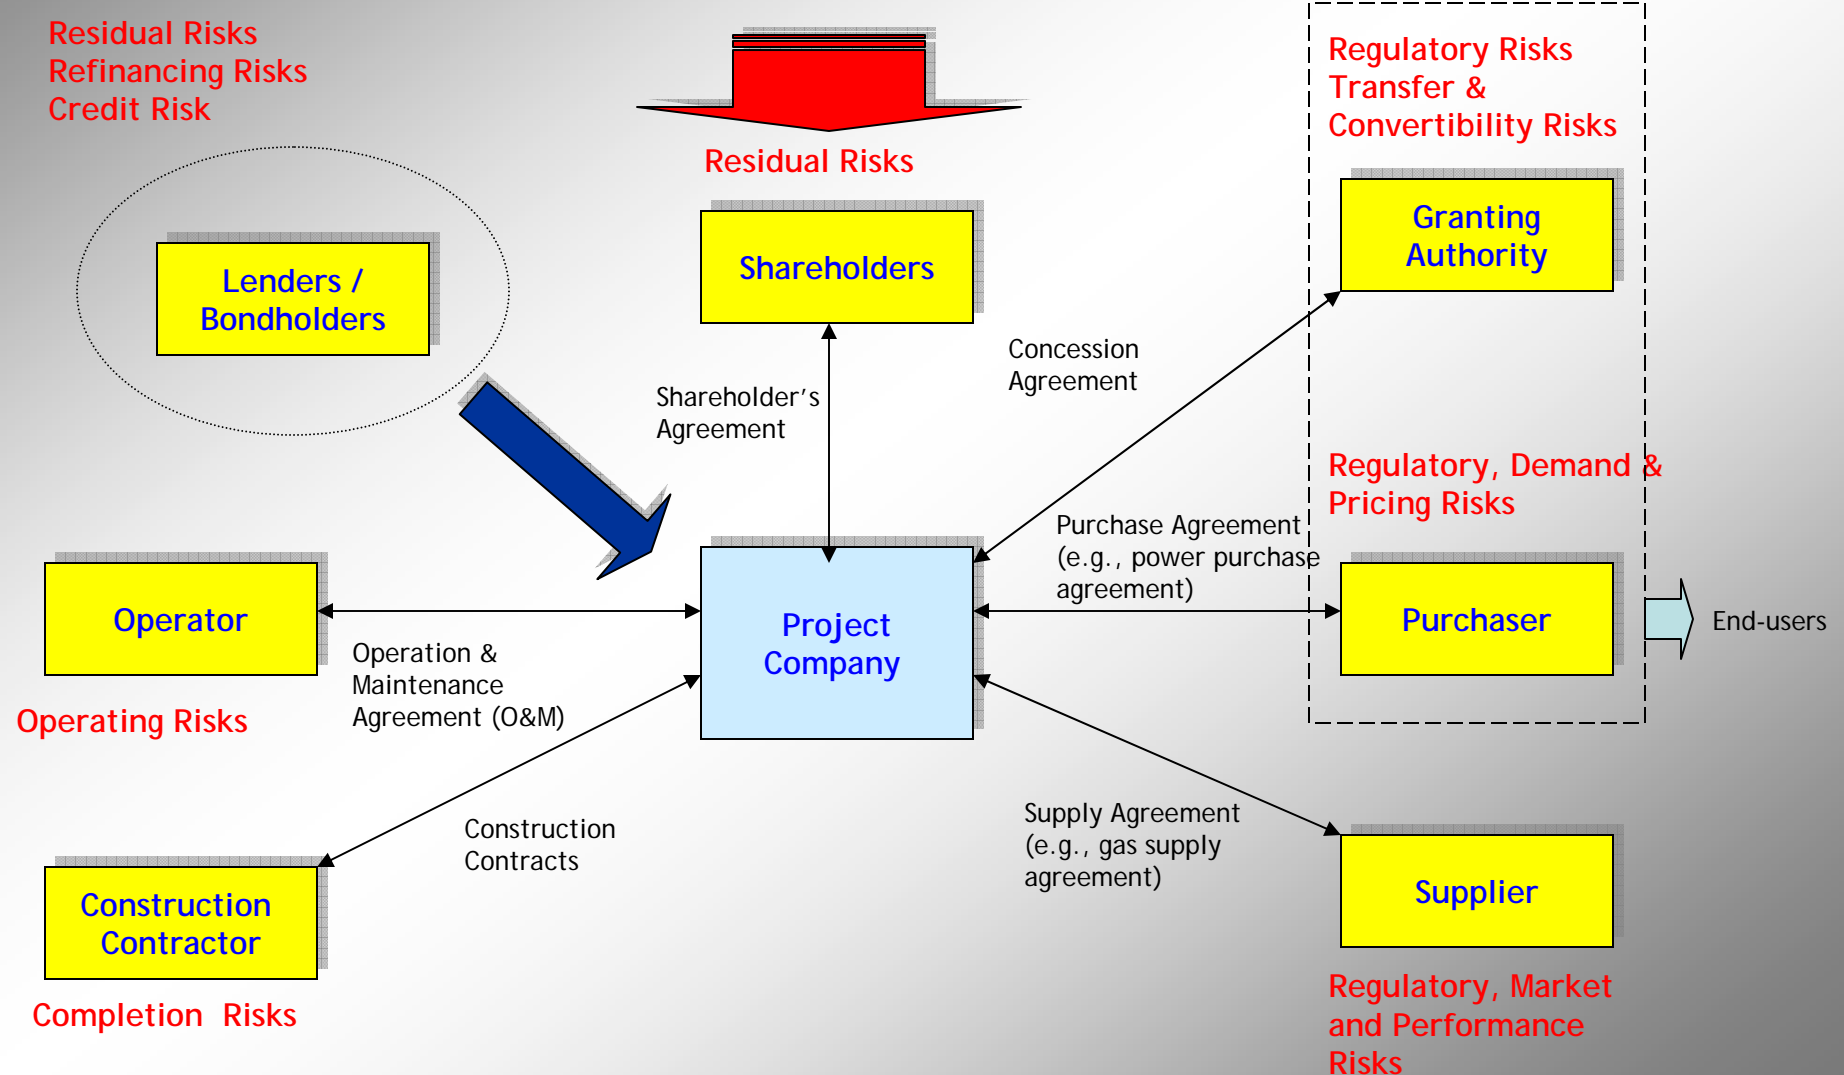 Residual Risks
Refinancing Risks
Credit Risk
Lenders /
Bondholders
Residual Risks
Shareholders
Regulatory Risks
Transfer &
Convertibility Risks
Granting
Authority
Shareholder’s
Agreement
Concession
Agreement
Regulatory, Demand &
Pricing Risks
Purchase Agreement
(e.g., power purchase
agreement)
Operator
Operating Risks
Operation &
Maintenance
Agreement (O&M)
Project
Company
Purchaser
End-users
Construction
Contracts
Construction
Contractor
Completion  Risks
Supply Agreement
(e.g., gas supply
agreement)
Supplier
Regulatory, Market
and Performance
Risks